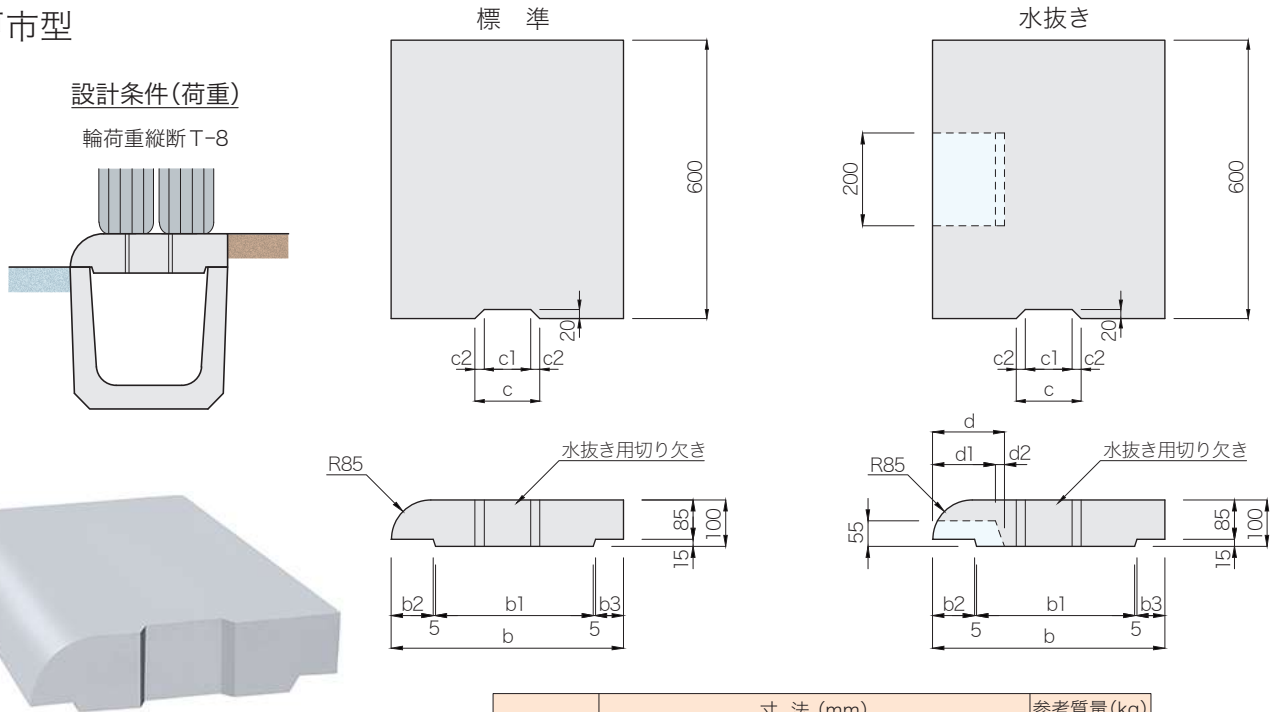 市型
標 準
水抜き
設計条件(荷重)
輪荷重縦断T-8
600
20
c2 c1 c2
c
200
600
20
c2 c1 c2
c
R85
水抜き用切り欠き
85
100
15
b2 b1 b3
5 5
b
d
d1 d2
R85
水抜き用切り欠き
55
85
100
15
b2 b1 b3
5 5
b
寸 法 (mm)
参考質量(kg)